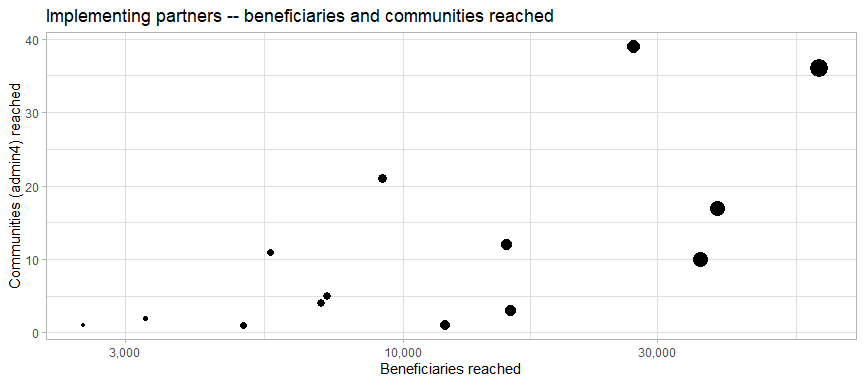 Implementing partners -- beneficiaries and communities reached
40
30
20
10
0
Communities (admin4) reached
3,000
10,000
30,000
Beneficiaries reached